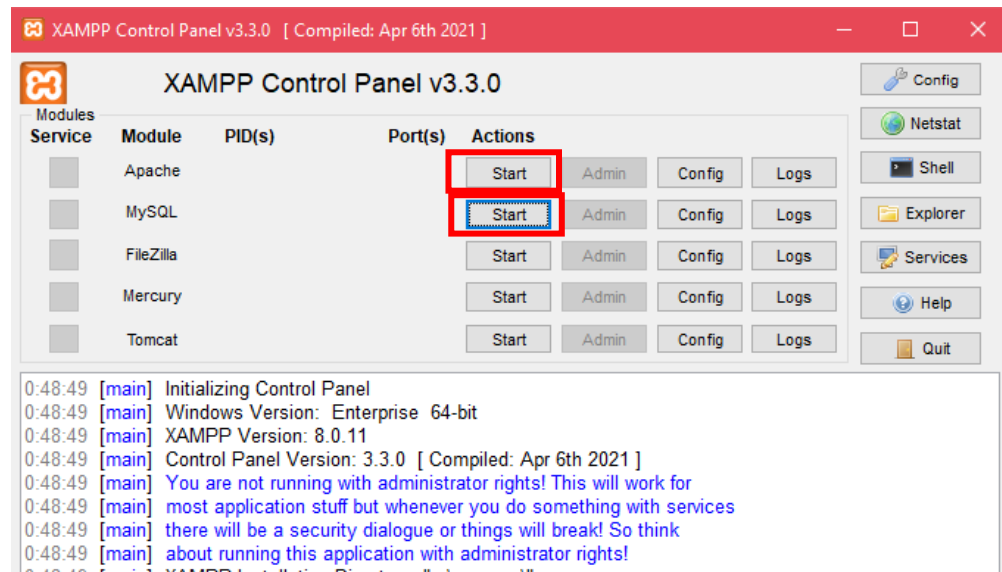 XAMPP Control Panel v3.3.0 [ Compiled: Apr 6th 2021 ]
XAMPP Control Panel v3.3.0
Config
Modules
Service Module PID(s) Port(s) Actions
Netstat
Apache Start Admin Config Logs
Shell
MySQL Start Admin Config Logs
Explorer
FileZilla Start Admin Config Logs
Services
Mercury Start Admin Config Logs
Help
Tomcat Start Admin Config Logs
Quit
0:48:49 [main] Initializing Control Panel
0:48:49 [main] Windows Version: Enterprise 64-bit
0:48:49 [main] XAMPP Version: 8.0.11
0:48:49 [main] Control Panel Version: 3.3.0 [ Compiled: Apr 6th 2021 ]
0:48:49 [main] You are not running with administrator rights! This will work for
0:48:49 [main] most application stuff but whenever you do something with services
0:48:49 [main] there will be a security dialogue or things will break! So think
0:48:49 [main] about running this application with administrator rights!